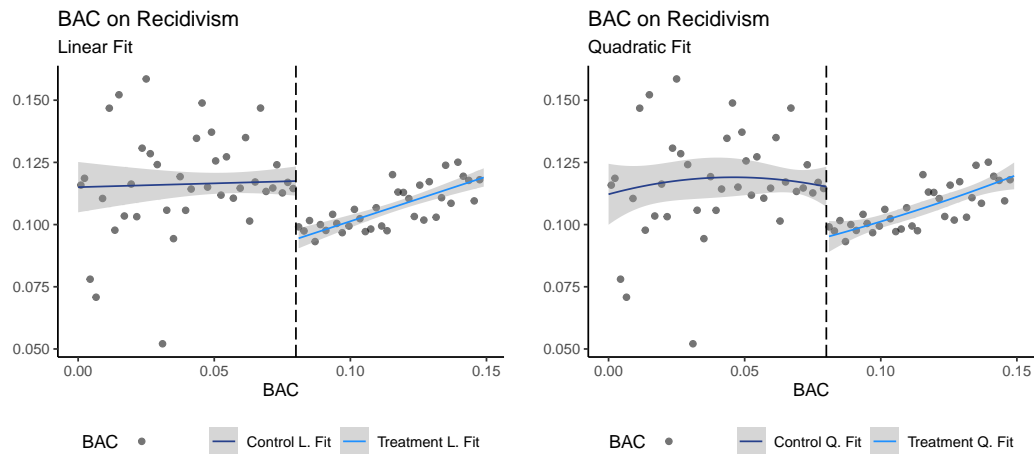 BAC on Recidivism
Linear Fit
0.150
0.125
0.100
0.075
0.050
0.00 0.05 0.10 0.15
BAC
BAC Control L. Fit Treatment L. Fit
BAC on Recidivism
Quadratic Fit
0.150
0.125
0.100
0.075
0.050
0.00 0.05 0.10 0.15
BAC
BAC Control Q. Fit Treatment Q. Fit